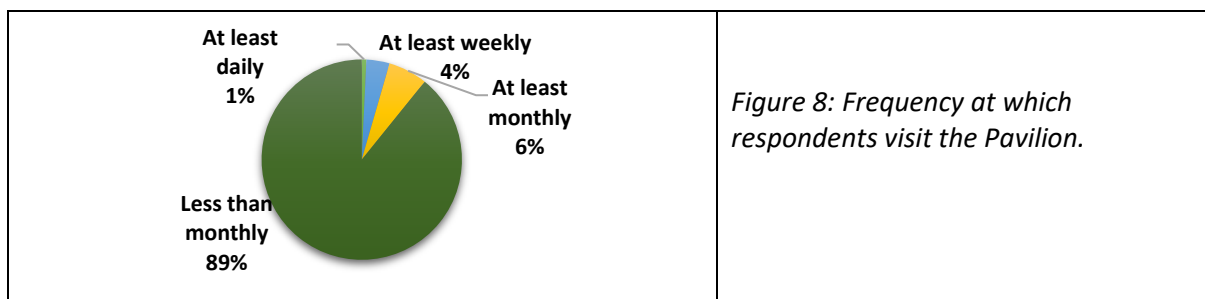 At least
daily
1%
At least weekly
4%
At least
monthly
6%
Less than
monthly
89%
Figure 8: Frequency at which
respondents visit the Pavilion.